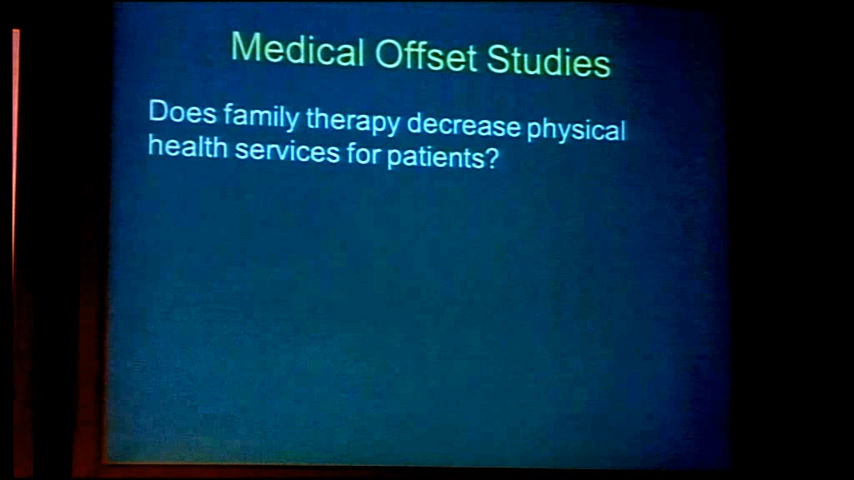 Medical Offset Studies
Does family therapy decrease physical
health services for patients?